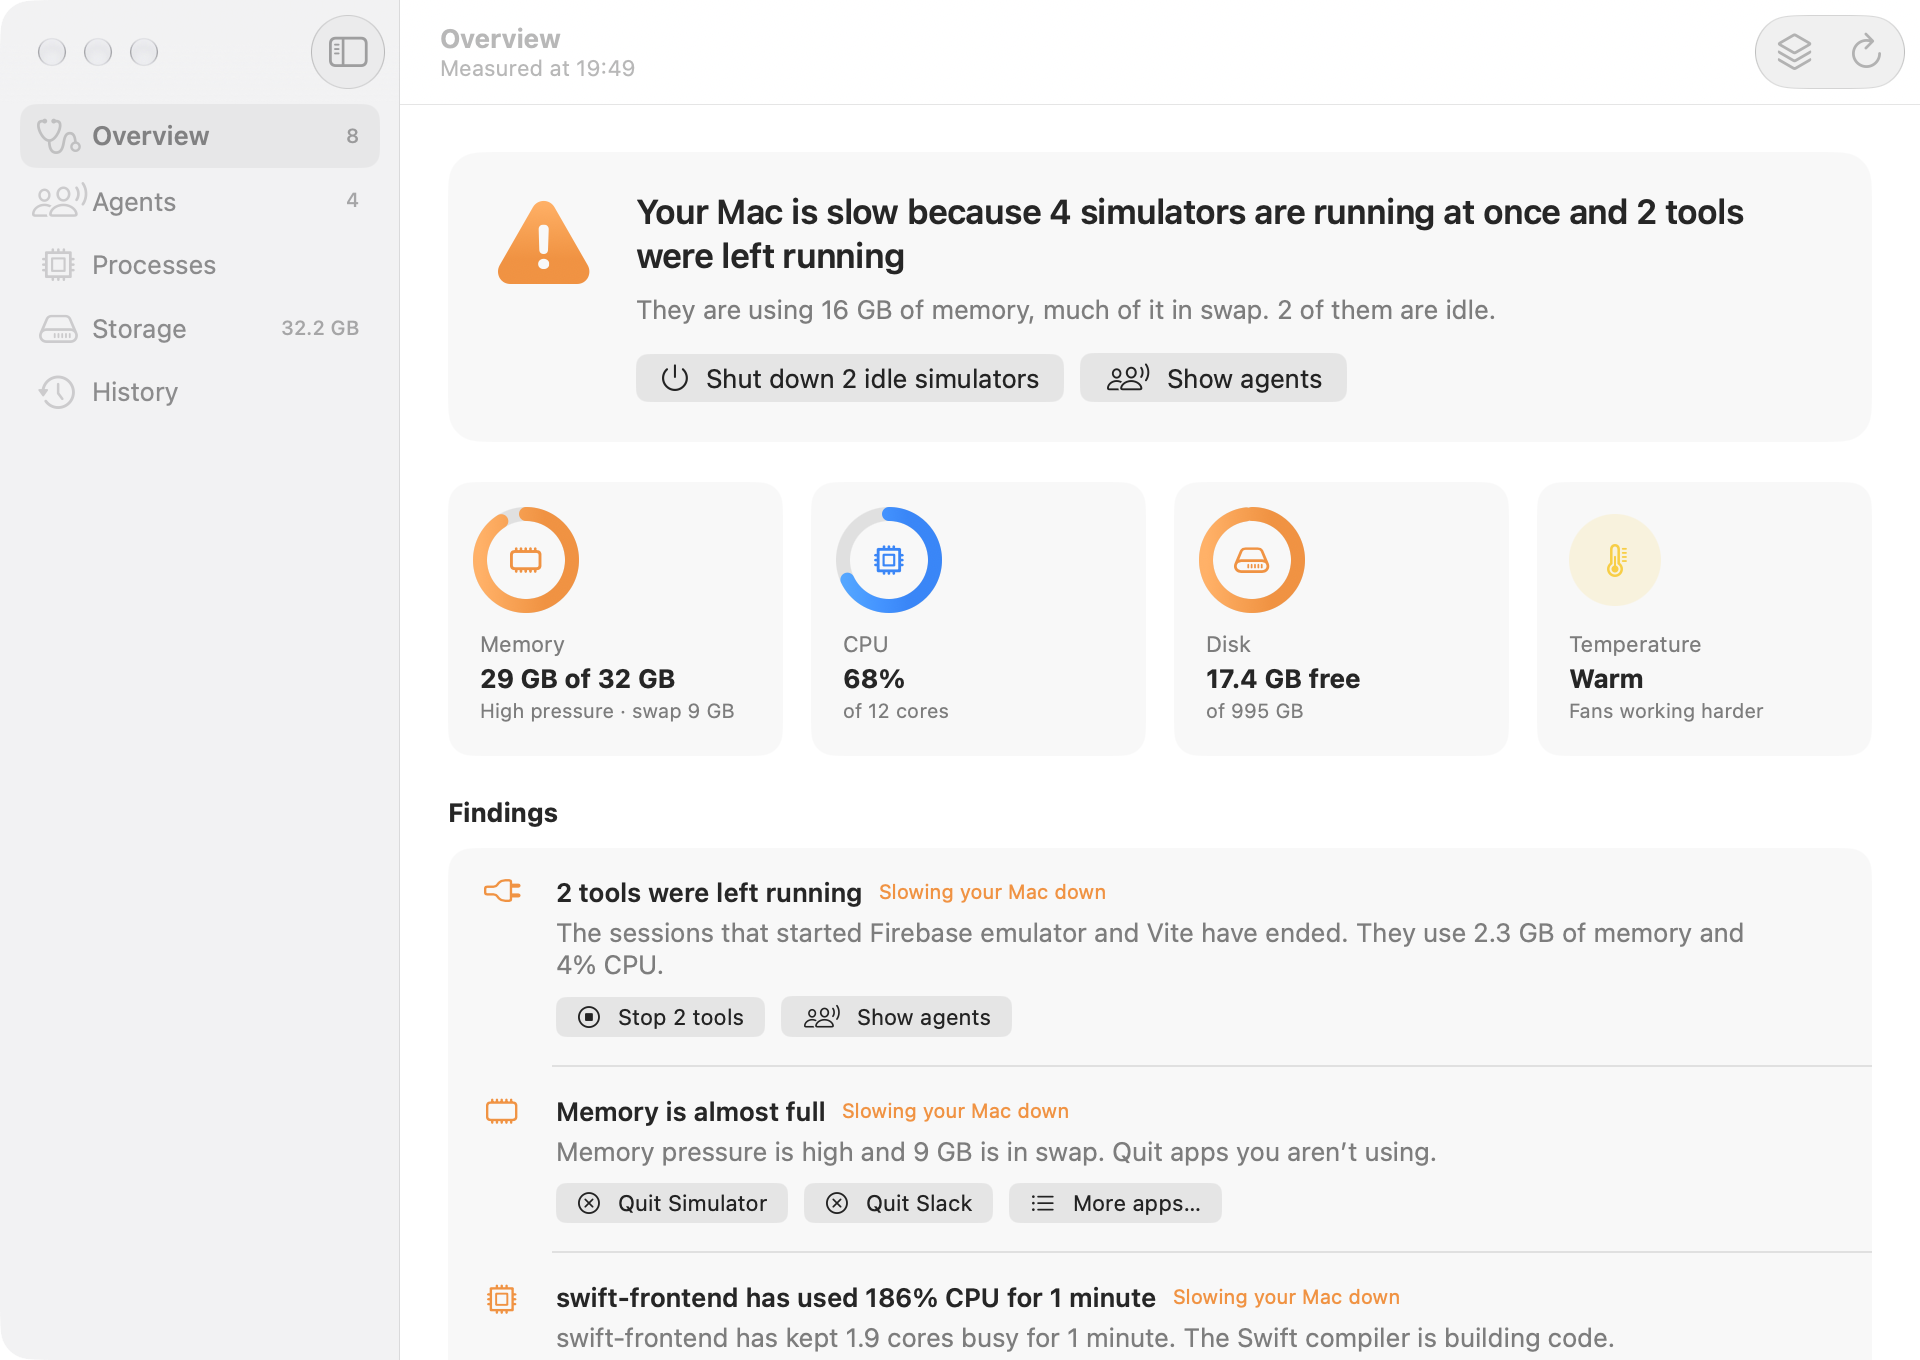 Overview
Measured at 19:49
Overview 8
Agents 4
Processes
Storage 32.2 GB
History
Your Mac is slow because 4 simulators are running at once and 2 tools
were left running
They are using 16 GB of memory, much of it in swap. 2 of them are idle.
Shut down 2 idle simulators
Show agents
Memory
29 GB of 32 GB
High pressure · swap 9 GB
CPU
68%
of 12 cores
Disk
17.4 GB free
of 995 GB
Temperature
Warm
Fans working harder
Findings
2 tools were left running Slowing your Mac down
The sessions that started Firebase emulator and Vite have ended. They use 2.3 GB of memory and
4% CPU.
Stop 2 tools
Show agents
Memory is almost full Slowing your Mac down
Memory pressure is high and 9 GB is in swap. Quit apps you aren’t using.
Quit Simulator
Quit Slack
More apps...
swift-frontend has used 186% CPU for 1 minute Slowing your Mac down
swift-frontend has kept 1.9 cores busy for 1 minute. The Swift compiler is building code.